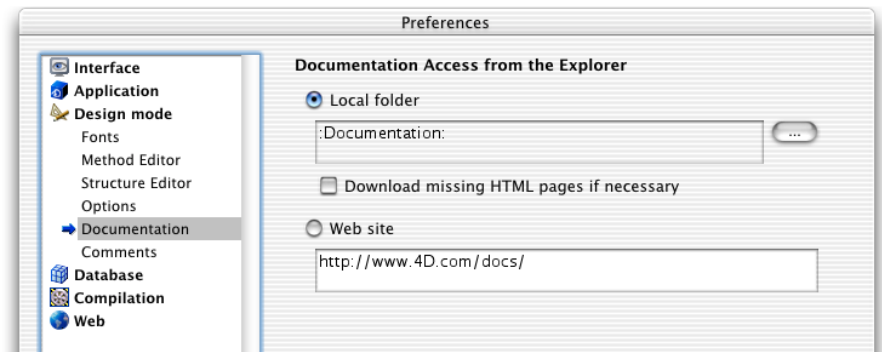 Preferences
Interface
Application
Design mode
Fonts
Method Editor
Structure Editor
Options
Documentation
Comments
Database
Compilation
Web
Documentation Access from the Explorer
Local folder
:Documentation:
...
Download missing HTML pages if necessary
Web site
http://www.4D.com/docs/